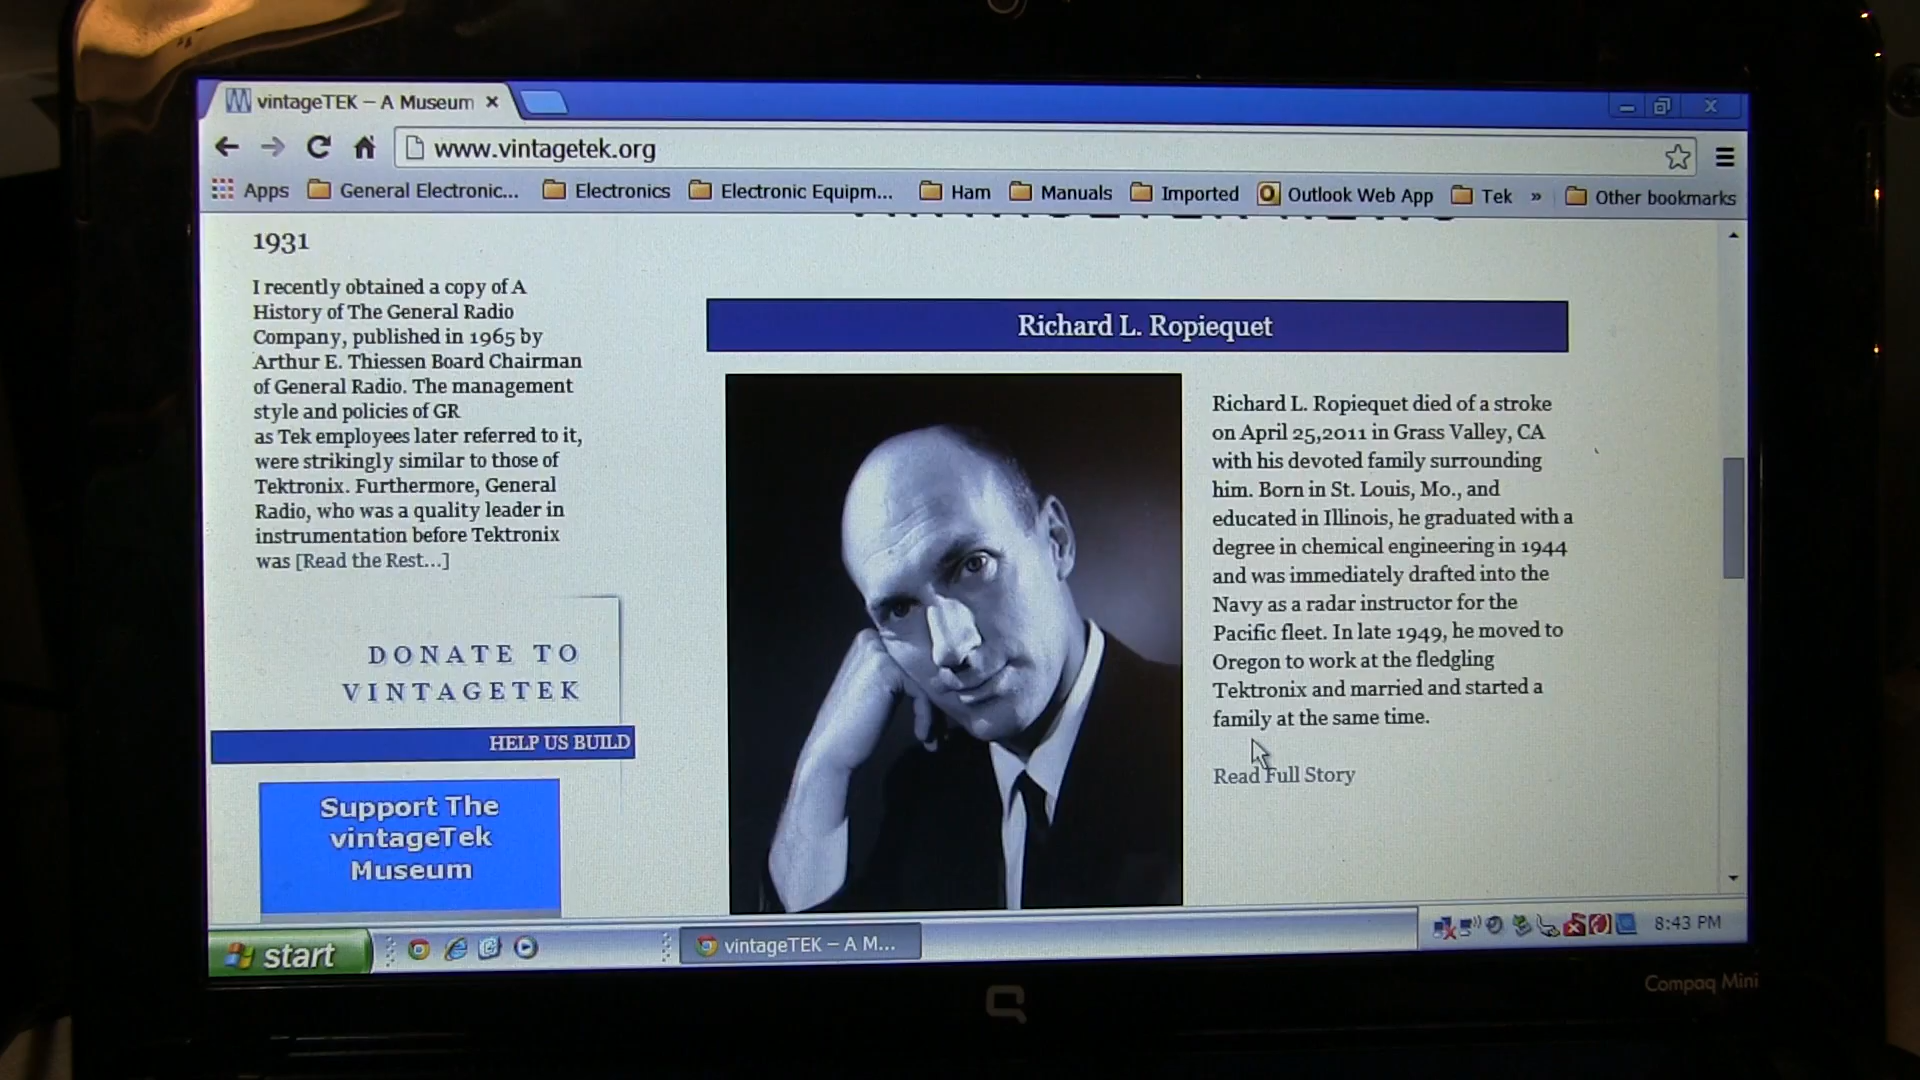 vintageTEK – A Museum
www.vintagetek.org
Apps General Electronic... Electronics Electronic Equipm... Ham Manuals Imported Outlook Web App Tek » Other bookmarks
1931
I recently obtained a copy of A
History of The General Radio
Company, published in 1965 by
Arthur E. Thiessen Board Chairman
of General Radio. The management
style and policies of GR
as Tek employees later referred to it,
were strikingly similar to those of
Tektronix. Furthermore, General
Radio, who was a quality leader in
instrumentation before Tektronix
was [Read the Rest...]
DONATE TO
VINTAGETEK
HELP US BUILD
Support The
vintageTek
Museum
Richard L. Ropiequet
Richard L. Ropiequet died of a stroke
on April 25,2011 in Grass Valley, CA
with his devoted family surrounding
him. Born in St. Louis, Mo., and
educated in Illinois, he graduated with a
degree in chemical engineering in 1944
and was immediately drafted into the
Navy as a radar instructor for the
Pacific fleet. In late 1949, he moved to
Oregon to work at the fledgling
Tektronix and married and started a
family at the same time.
Read Full Story
start
vintageTEK – A M...
8:43 PM
Compaq Mini